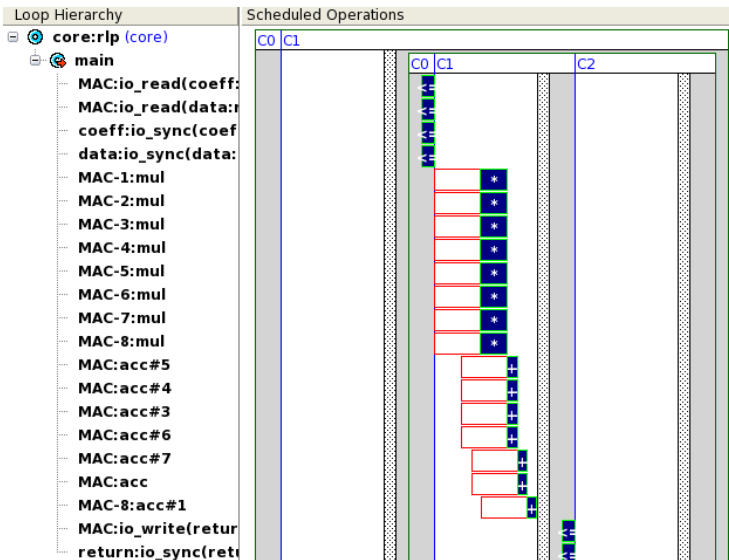 Loop Hierarchy
Scheduled Operations
core:rlp (core)
C0 C1
main
C0 C1 C2
MAC:io_read(coeff:
<=
MAC:io_read(data:r
<=
coeff:io_sync(coef
<=
data:io_sync(data:
<=
MAC-1:mul
*
MAC-2:mul
*
MAC-3:mul
*
MAC-4:mul
*
MAC-5:mul
*
MAC-6:mul
*
MAC-7:mul
*
MAC-8:mul
*
MAC:acc#5
+
MAC:acc#4
+
MAC:acc#3
+
MAC:acc#6
+
MAC:acc#7
+
MAC:acc
+
MAC-8:acc#1
+
MAC:io_write(retur
<=
return:io_sync(retu
<=